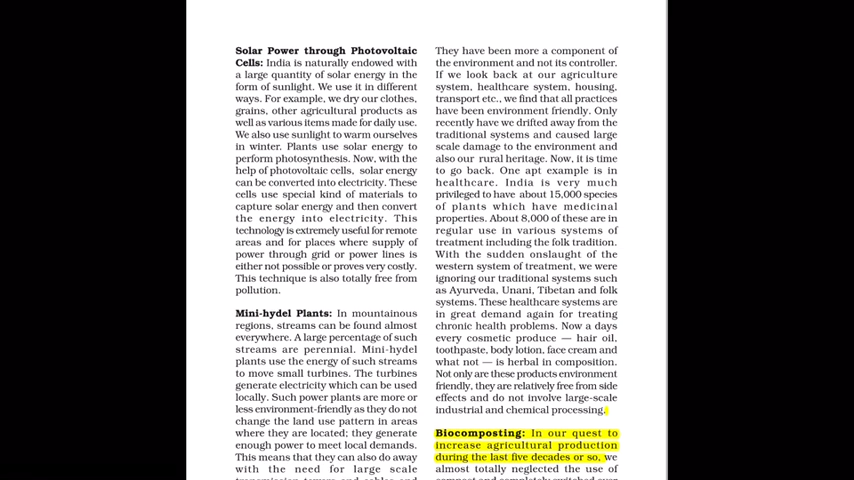 Solar Power through Photovoltaic
Cells: India is naturally endowed with
a large quantity of solar energy in the
form of sunlight. We use it in different
ways. For example, we dry our clothes,
grains, other agricultural products as
well as various items made for daily use.
We also use sunlight to warm ourselves
in winter. Plants use solar energy to
perform photosynthesis. Now, with the
help of photovoltaic cells, solar energy
can be converted into electricity. These
cells use special kind of materials to
capture solar energy and then convert
the energy into electricity. This
technology is extremely useful for remote
areas and for places where supply of
power through grid or power lines is
either not possible or proves very costly.
This technique is also totally free from
pollution.
Mini-hydel Plants: In mountainous
regions, streams can be found almost
everywhere. A large percentage of such
streams are perennial. Mini-hydel
plants use the energy of such streams
to move small turbines. The turbines
generate electricity which can be used
locally. Such power plants are more or
less environment-friendly as they do not
change the land use pattern in areas
where they are located; they generate
enough power to meet local demands.
This means that they can also do away
with the need for large scale
They have been more a component of
the environment and not its controller.
If we look back at our agriculture
system, healthcare system, housing,
transport etc., we find that all practices
have been environment friendly. Only
recently have we drifted away from the
traditional systems and caused large
scale damage to the environment and
also our rural heritage. Now, it is time
to go back. One apt example is in
healthcare. India is very much
privileged to have about 15,000 species
of plants which have medicinal
properties. About 8,000 of these are in
regular use in various systems of
treatment including the folk tradition.
With the sudden onslaught of the
western system of treatment, we were
ignoring our traditional systems such
as Ayurveda, Unani, Tibetan and folk
systems. These healthcare systems are
in great demand again for treating
chronic health problems. Now a days
every cosmetic produce — hair oil,
toothpaste, body lotion, face cream and
what not — is herbal in composition.
Not only are these products environment
friendly, they are relatively free from side
effects and do not involve large-scale
industrial and chemical processing.
Biocomposting: In our quest to
increase agricultural production
during the last five decades or so, we
almost totally neglected the use of